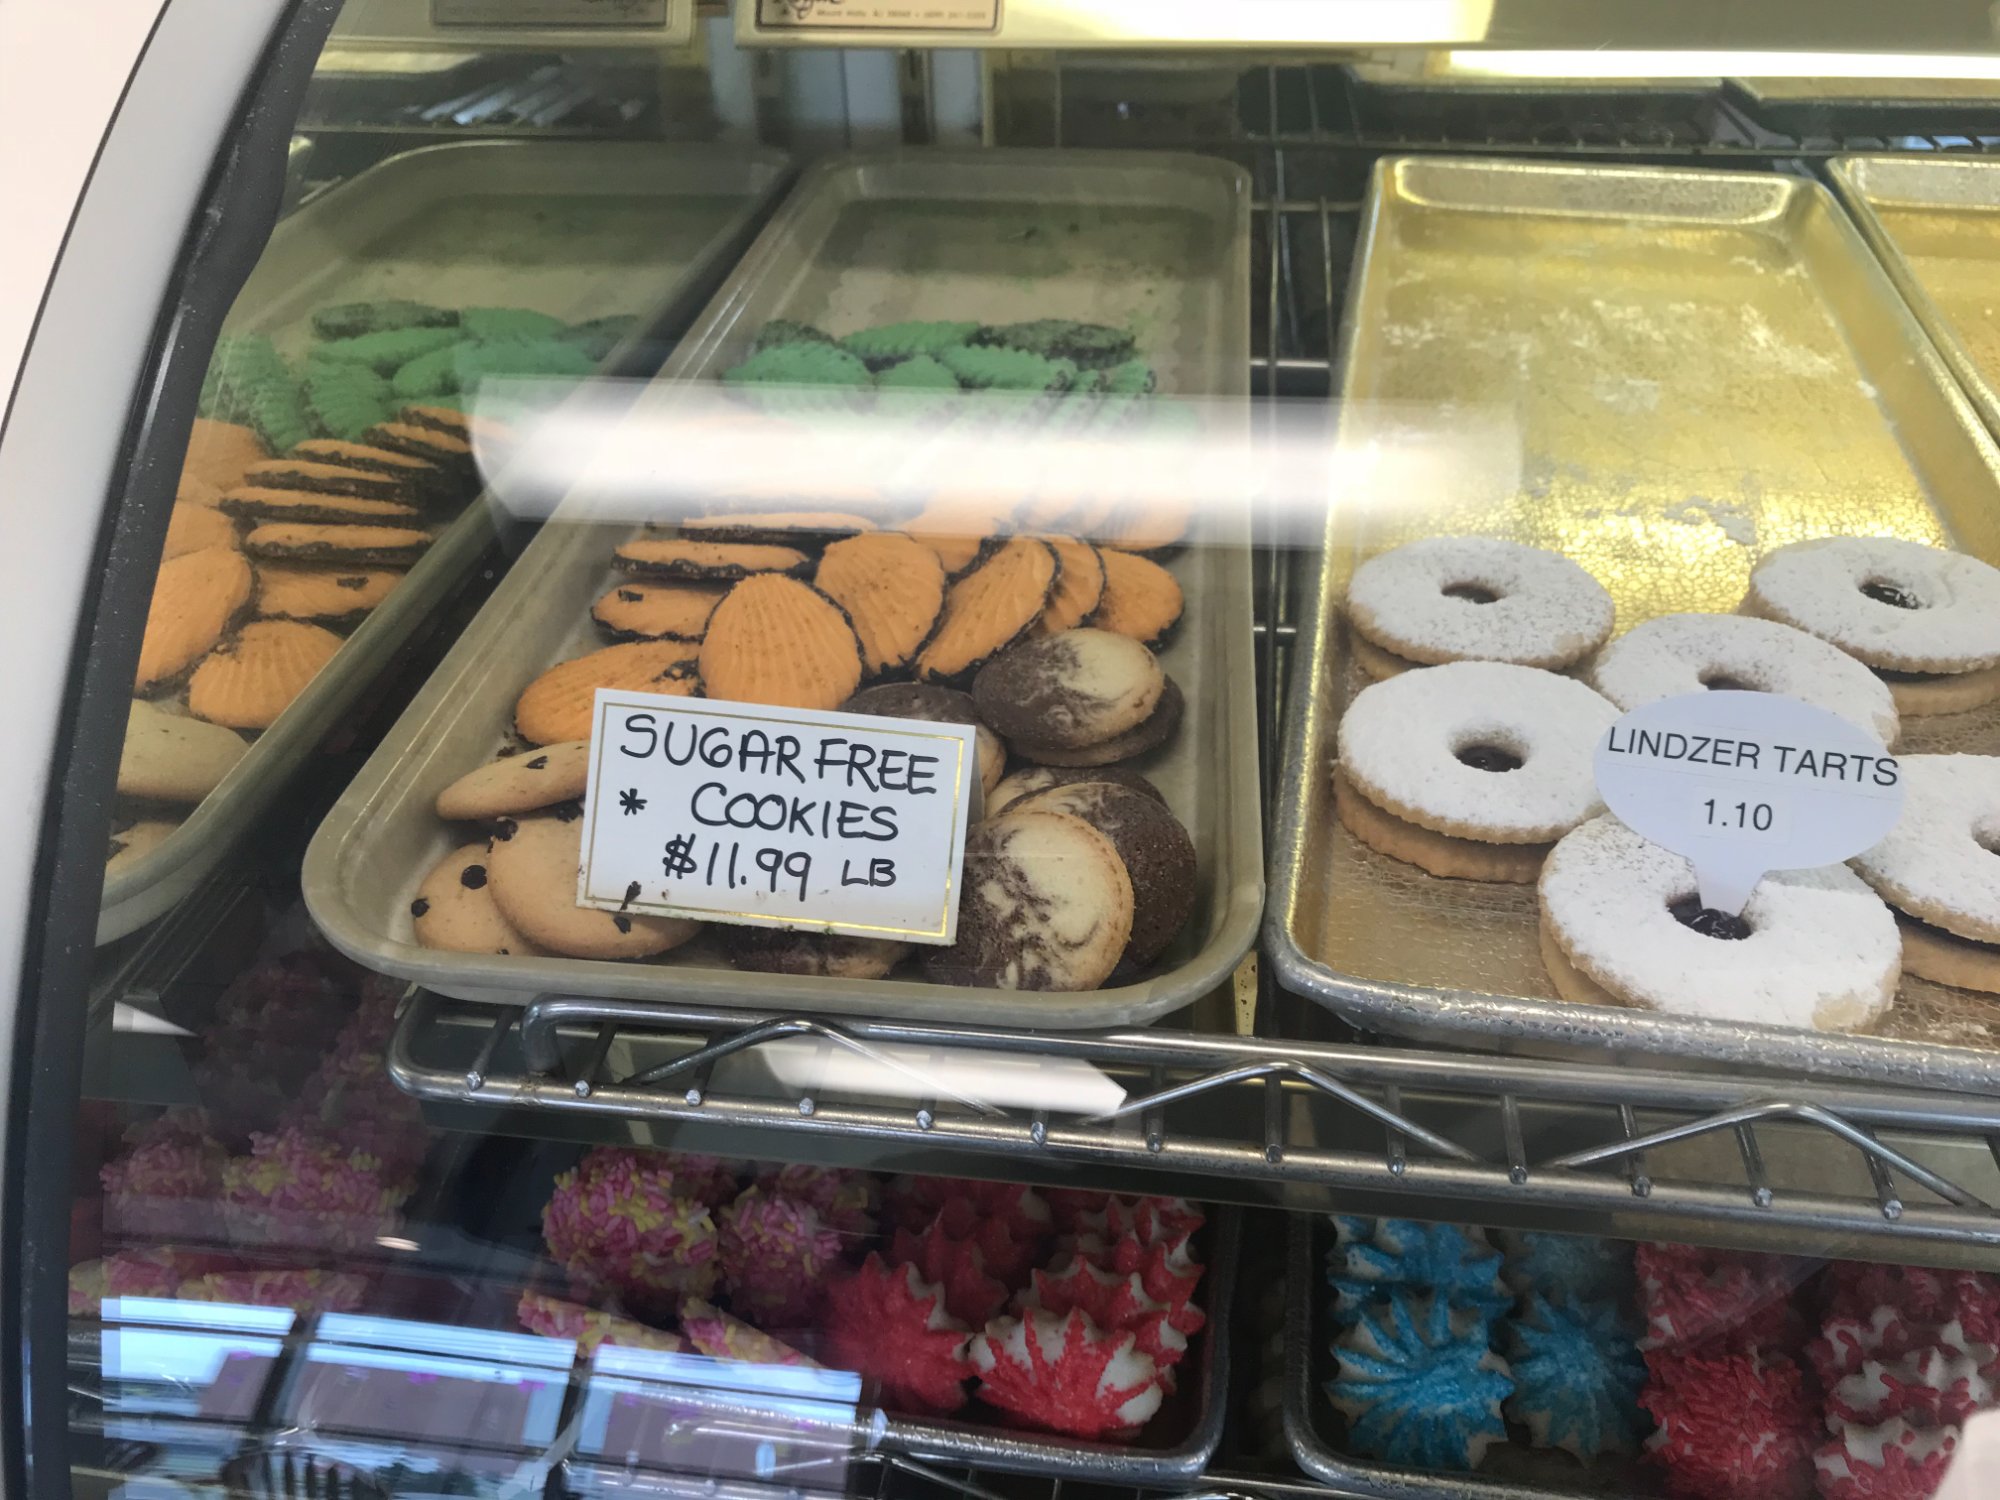 SUGAR FREE
* COOKIES
$11.99 LB
LINDZER TARTS
1.10